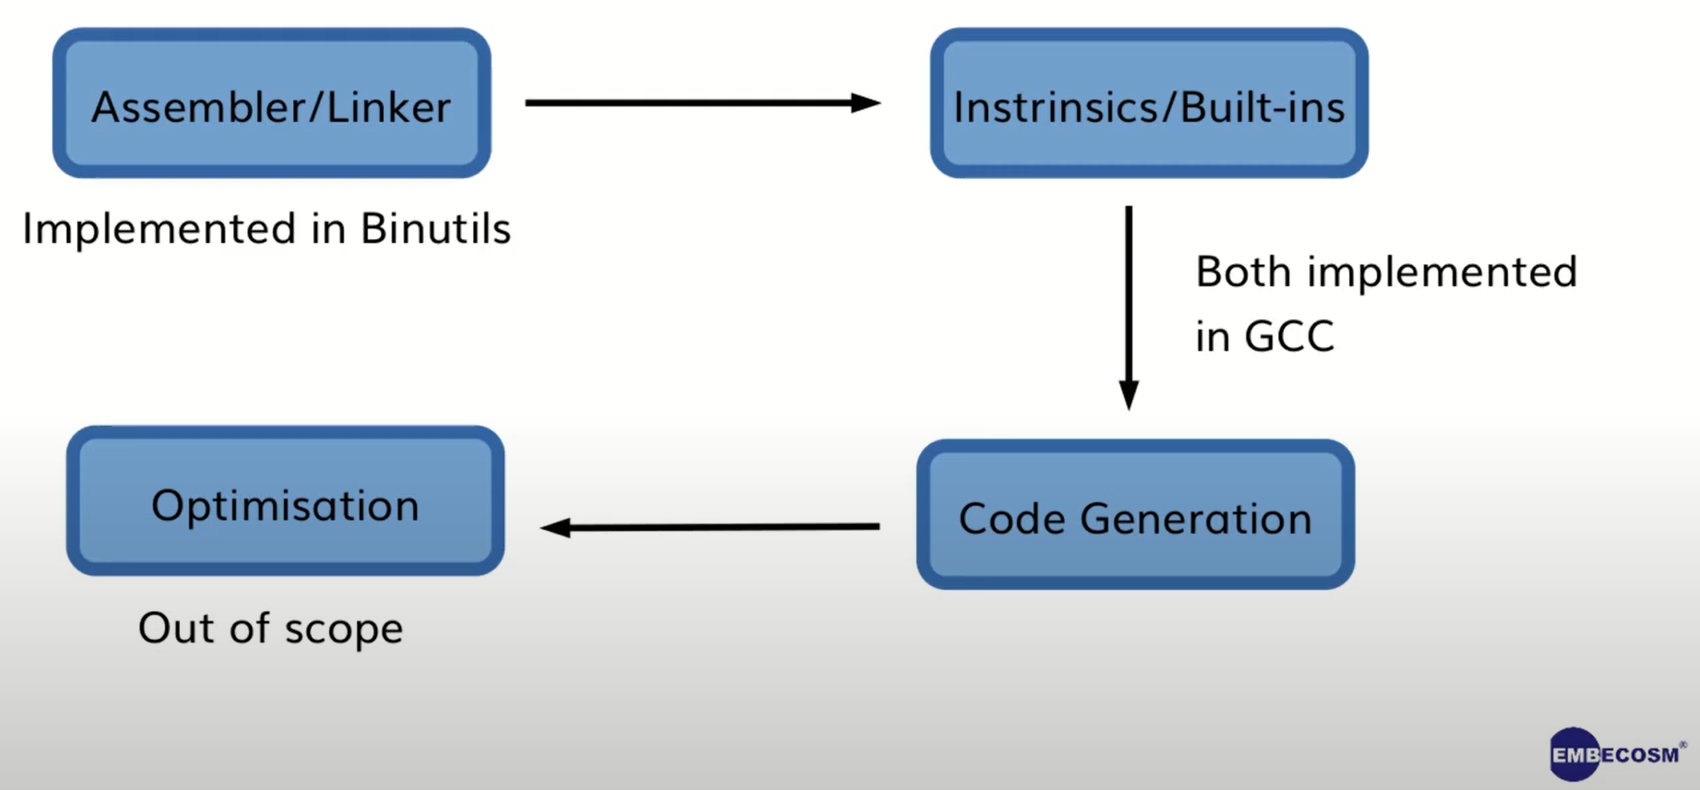 Assembler/Linker
Instrinsics/Built-ins
Implemented in Binutils
Both implemented
in GCC
Optimisation
Code Generation
Out of scope
EMBECOSM®